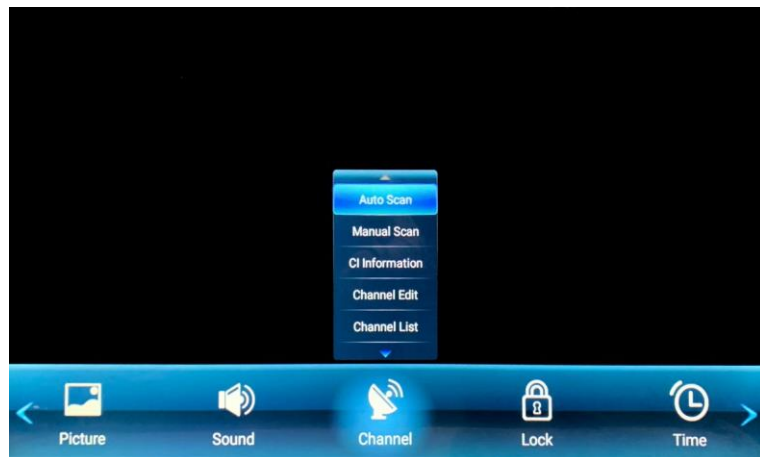 Auto Scan
Manual Scan
CI Information
Channel Edit
Channel List
Picture Sound Channel Lock Time